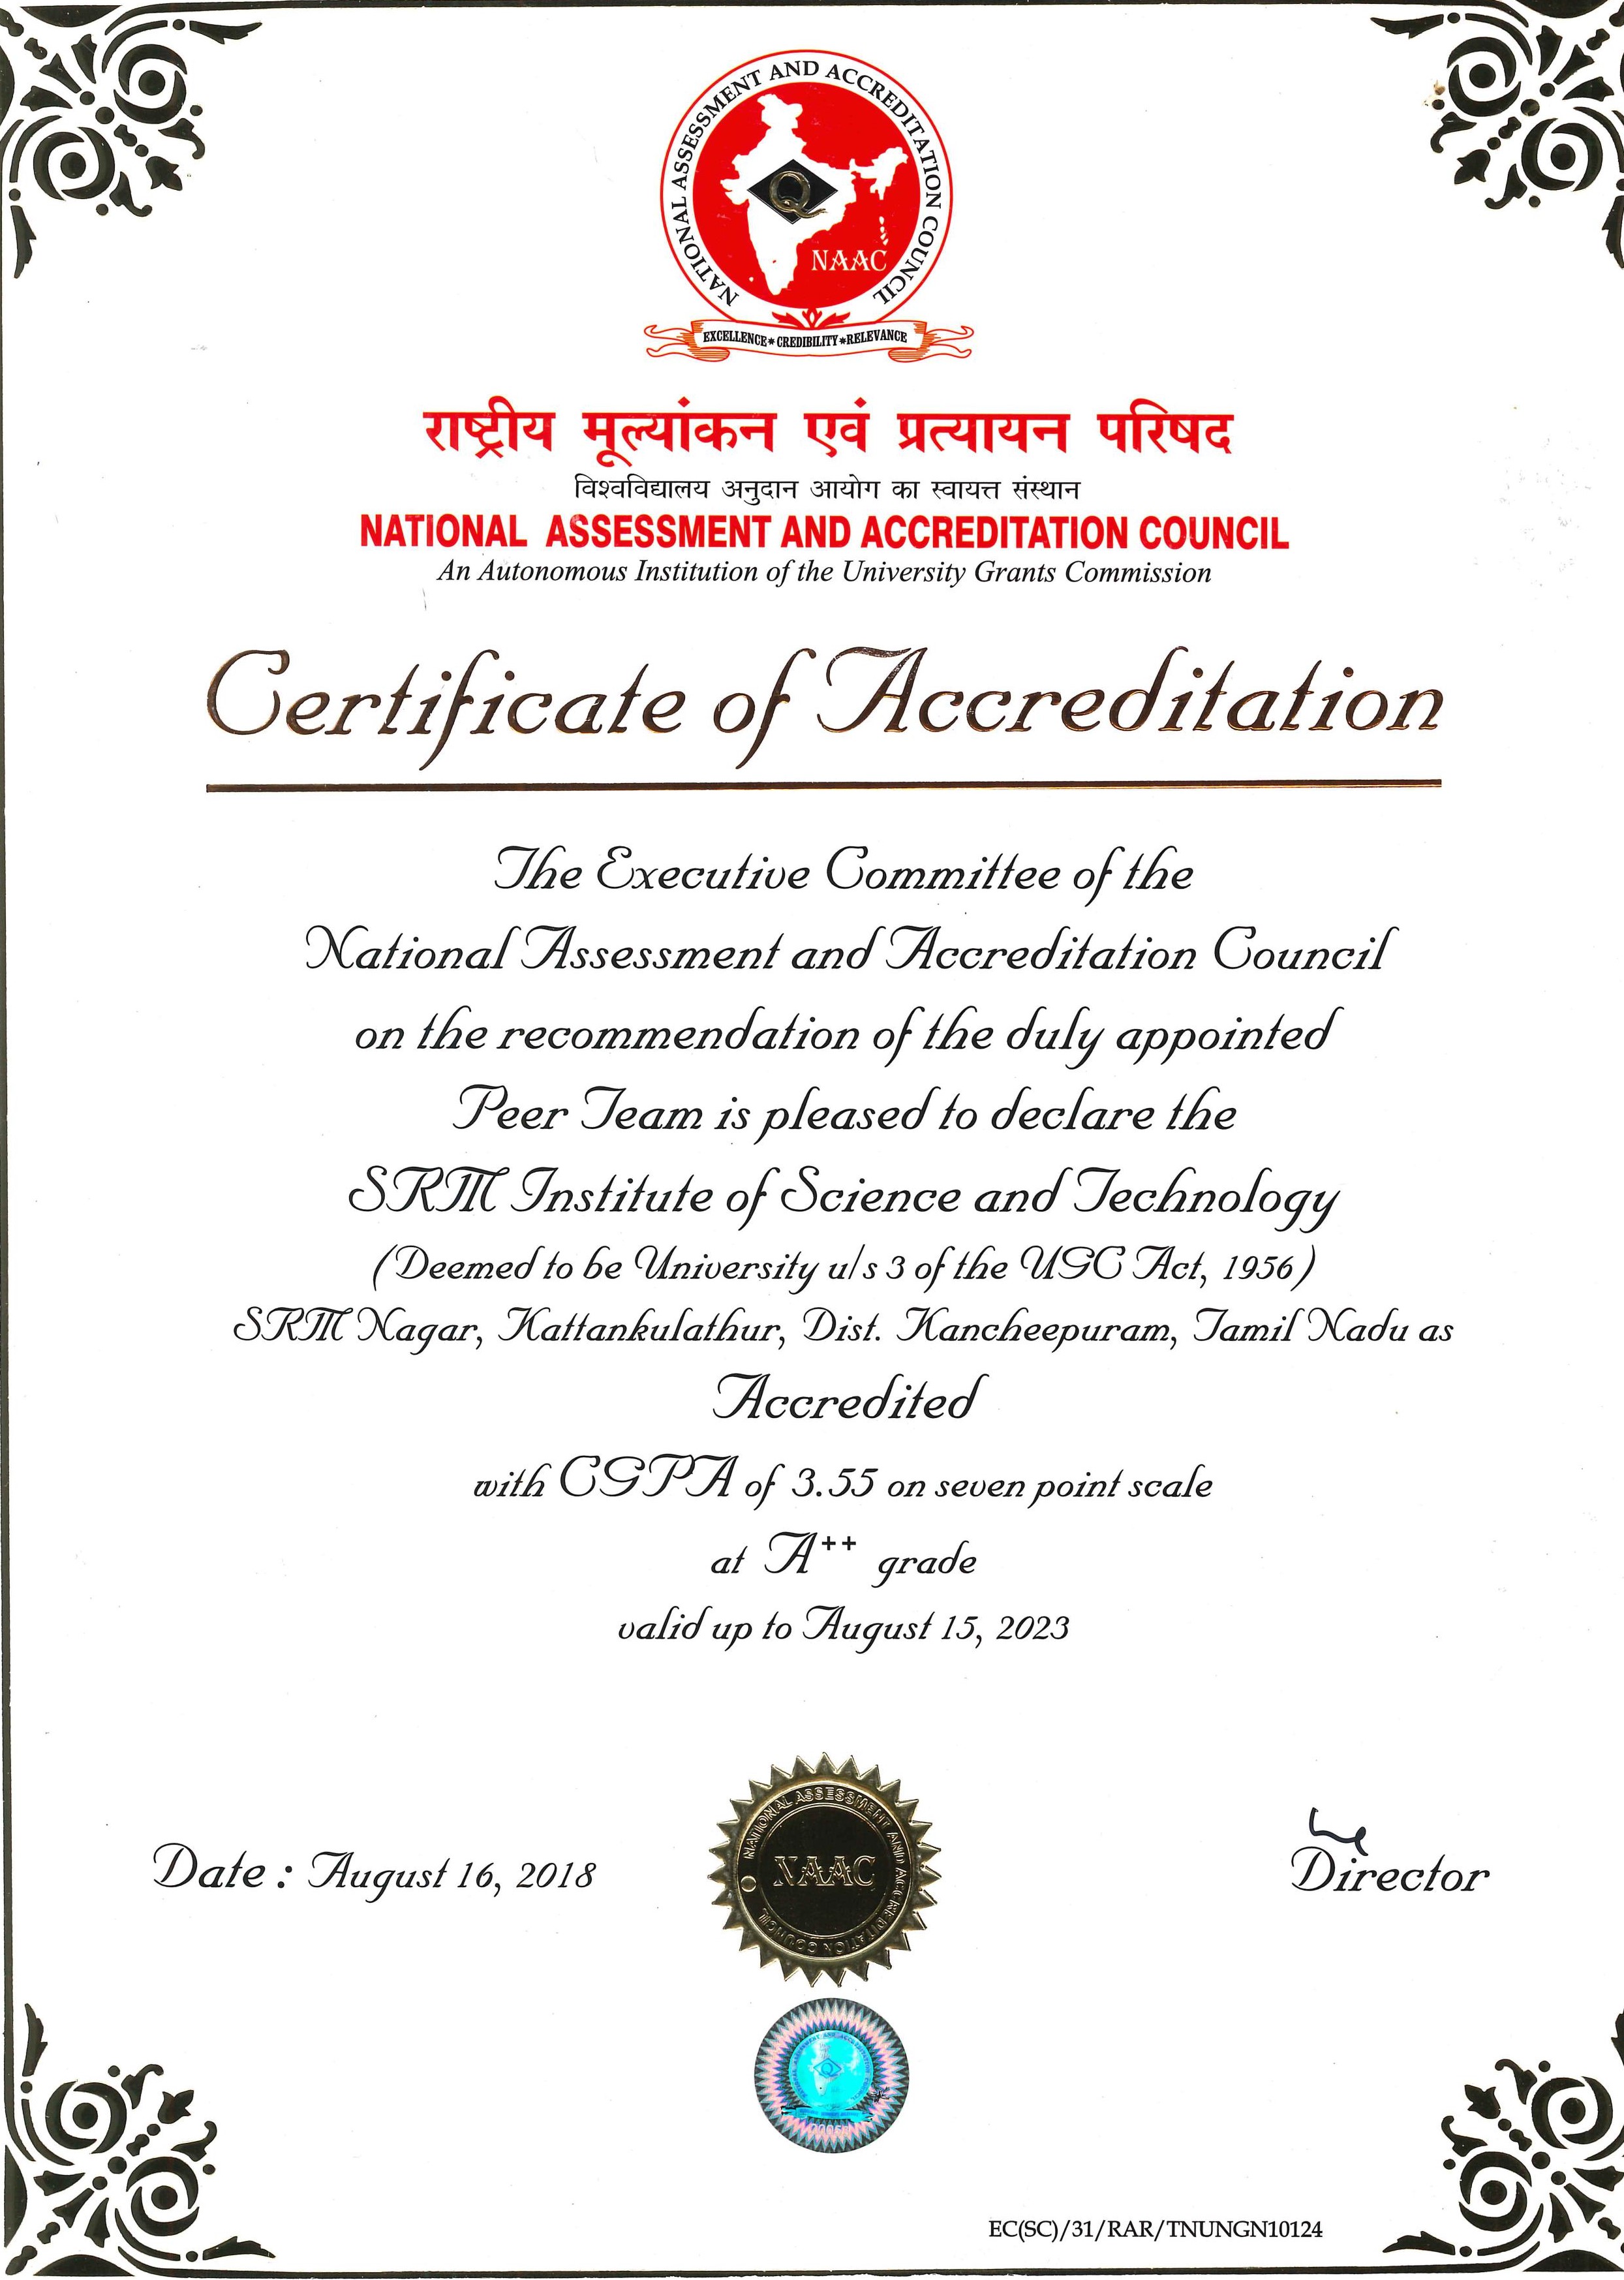 NATIONAL ASSESSMENT AND ACCREDITATION COUNCIL
Q
NAAC
EXCELLENCE * CREDIBILITY * RELEVANCE
राष्ट्रीय मूल्यांकन एवं प्रत्यायन परिषद
विश्वविद्यालय अनुदान आयोग का स्वायत्त संस्थान
NATIONAL ASSESSMENT AND ACCREDITATION COUNCIL
An Autonomous Institution of the University Grants Commission
Certificate of Accreditation
The Executive Committee of the
National Assessment and Accreditation Council
on the recommendation of the duly appointed
Peer Team is pleased to declare the
SRM Institute of Science and Technology
(Deemed to be University u/s 3 of the UGC Act, 1956)
SRM Nagar, Kattankulathur, Dist. Kancheepuram, Tamil Nadu as
Accredited
with CGPA of 3.55 on seven point scale
at A++ grade
valid up to August 15, 2023
NATIONAL ASSESSMENT AND ACCREDITATION COUNCIL
NAAC
Date : August 16, 2018
Director
EC(SC)/31/RAR/TNUNGN10124